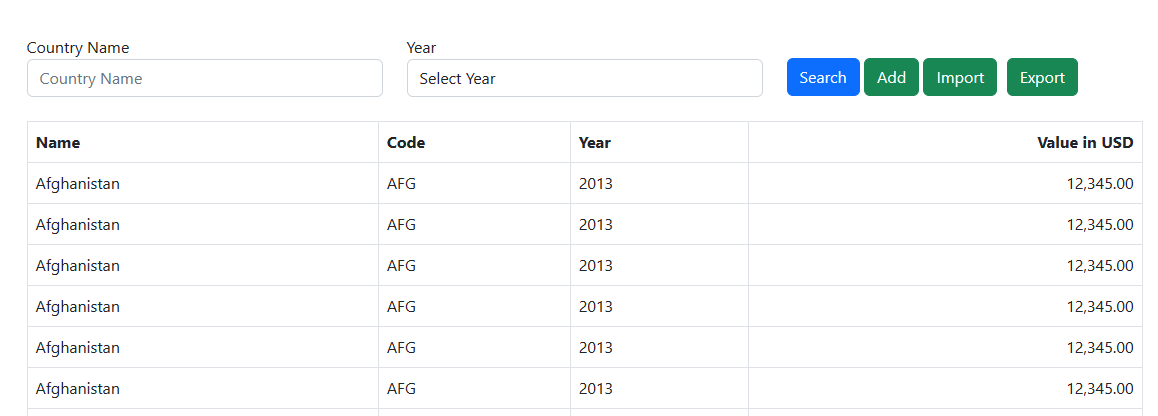 Country Name Year
Country Name Select Year Search Add Import Export
Name Code Year Value in USD
Afghanistan AFG 2013 12,345.00
Afghanistan AFG 2013 12,345.00
Afghanistan AFG 2013 12,345.00
Afghanistan AFG 2013 12,345.00
Afghanistan AFG 2013 12,345.00
Afghanistan AFG 2013 12,345.00